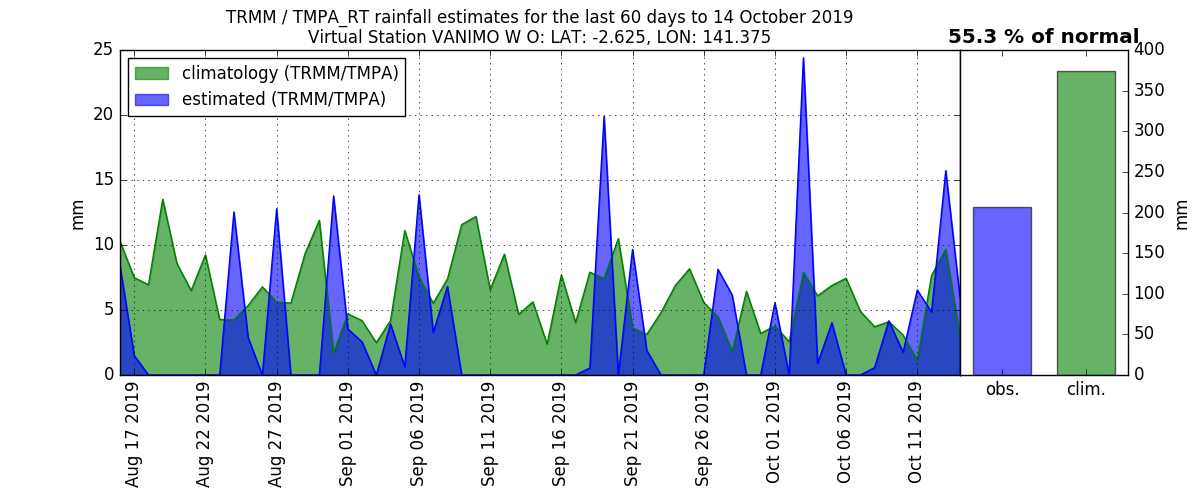 TRMM / TMPA_RT rainfall estimates for the last 60 days to 14 October 2019
Virtual Station VANIMO W O: LAT: -2.625, LON: 141.375
55.3 % of normal
climatology (TRMM/TMPA)
estimated (TRMM/TMPA)
mm
25
20
15
10
5
0
Aug 17 2019
Aug 22 2019
Aug 27 2019
Sep 01 2019
Sep 06 2019
Sep 11 2019
Sep 16 2019
Sep 21 2019
Sep 26 2019
Oct 01 2019
Oct 06 2019
Oct 11 2019
400
350
300
250
200
150
100
50
0
mm
obs.
clim.